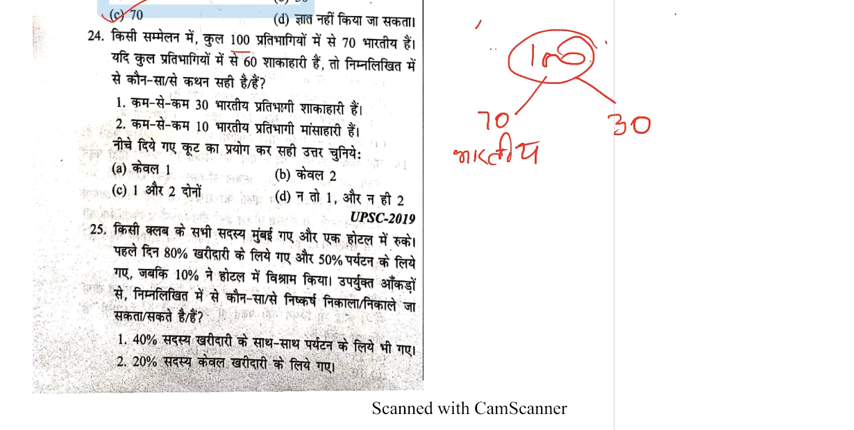 (c) 70
(d) ज्ञात नहीं किया जा सकता।
24. किसी सम्मेलन में, कुल 100 प्रतिभागियों में से 70 भारतीय हैं।
यदि कुल प्रतिभागियों में से 60 शाकाहारी हैं, तो निम्नलिखित में
से कौन-सा/से कथन सही है/हैं?
1. कम-से-कम 30 भारतीय प्रतिभागी शाकाहारी हैं।
2. कम-से-कम 10 भारतीय प्रतिभागी मांसाहारी हैं।
नीचे दिये गए कूट का प्रयोग कर सही उत्तर चुनिये:
(a) केवल 1 (b) केवल 2
(c) 1 और 2 दोनों (d) न तो 1, और न ही 2
UPSC-2019
25. किसी क्लब के सभी सदस्य मुंबई गए और एक होटल में रुके।
पहले दिन 80% खरीदारी के लिये गए और 50% पर्यटन के लिये
गए, जबकि 10% ने होटल में विश्राम किया। उपर्युक्त आँकड़ों
से, निम्नलिखित में से कौन-सा/से निष्कर्ष निकाला/निकाले जा
सकता/सकते है/हैं?
1. 40% सदस्य खरीदारी के साथ-साथ पर्यटन के लिये भी गए।
2. 20% सदस्य केवल खरीदारी के लिये गए।
100
70 30
भारतीय
Scanned with CamScanner